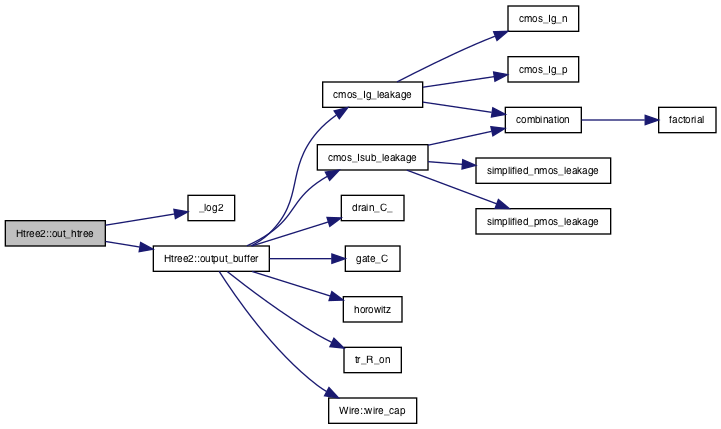 cmos_Ig_n
cmos_Ig_p
cmos_Ig_leakage
combination
factorial
cmos_Isub_leakage
simplified_nmos_leakage
_log2
drain_C_
simplified_pmos_leakage
Htree2::out_htree
Htree2::output_buffer
gate_C
horowitz
tr_R_on
Wire::wire_cap